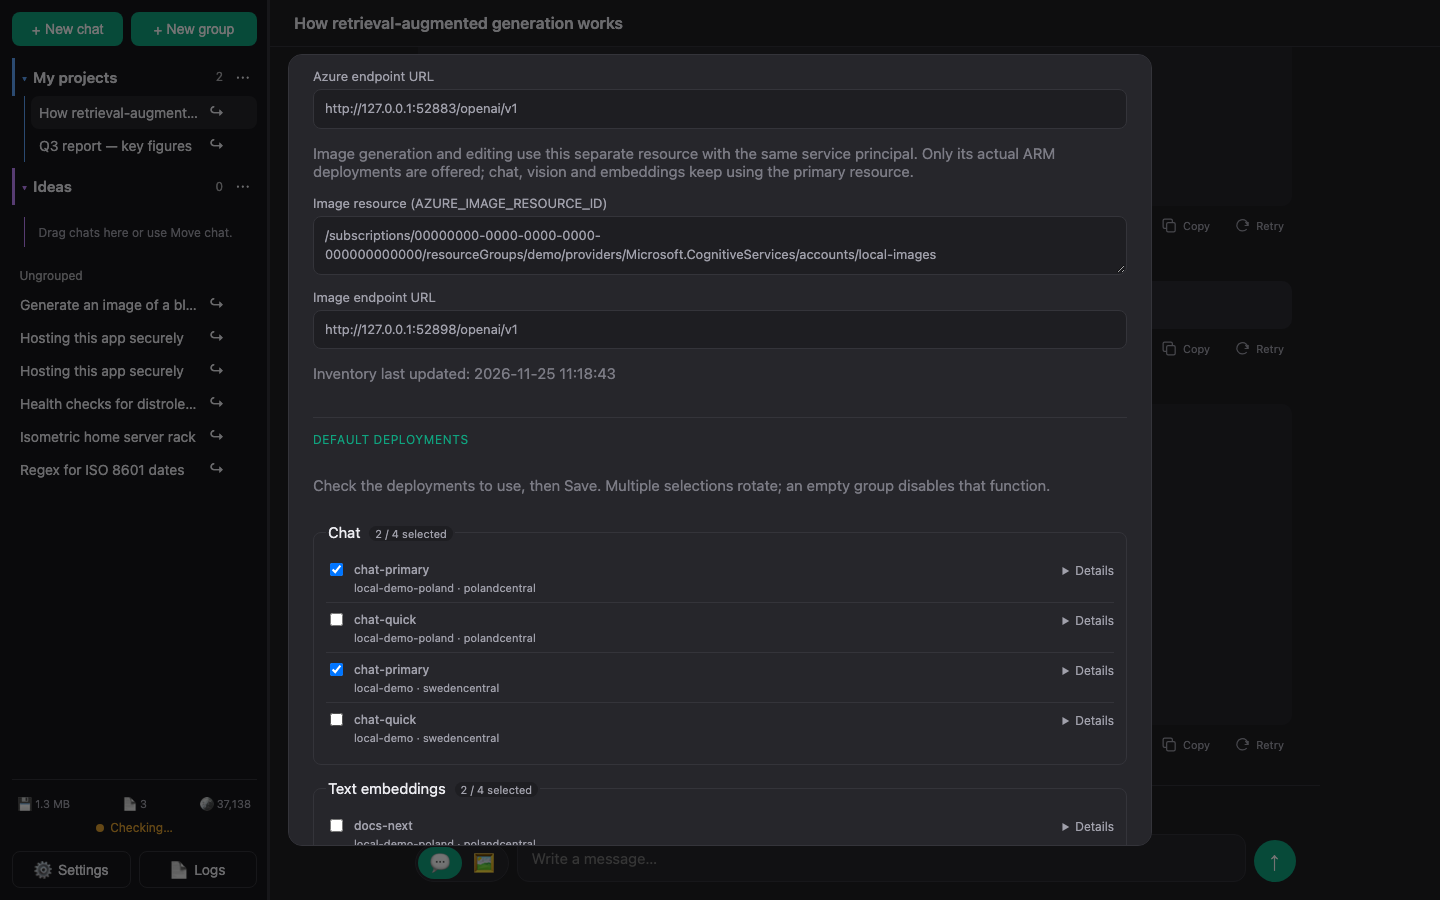 + New chat
+ New group
How retrieval-augmented generation works
My projects 2 ...
How retrieval-augment...
Q3 report — key figures
Ideas 0 ...
Drag chats here or use Move chat.
Ungrouped
Generate an image of a bl...
Hosting this app securely
Hosting this app securely
Health checks for distrole...
Isometric home server rack
Regex for ISO 8601 dates
1.3 MB
3
37,138
Checking...
Settings
Logs
Azure endpoint URL
http://127.0.0.1:52883/openai/v1
Image generation and editing use this separate resource with the same service principal. Only its actual ARM
deployments are offered; chat, vision and embeddings keep using the primary resource.
Image resource (AZURE_IMAGE_RESOURCE_ID)
/subscriptions/00000000-0000-0000-0000-
000000000000/resourceGroups/demo/providers/Microsoft.CognitiveServices/accounts/local-images
Image endpoint URL
http://127.0.0.1:52898/openai/v1
Inventory last updated: 2026-11-25 11:18:43
DEFAULT DEPLOYMENTS
Check the deployments to use, then Save. Multiple selections rotate; an empty group disables that function.
Chat 2 / 4 selected
chat-primary Details
local-demo-poland · polandcentral
chat-quick Details
local-demo-poland · polandcentral
chat-primary Details
local-demo · swedencentral
chat-quick Details
local-demo · swedencentral
Text embeddings 2 / 4 selected
docs-next Details
local-demo-poland · polandcentral
Copy Retry
Copy Retry
Copy Retry
Write a message...